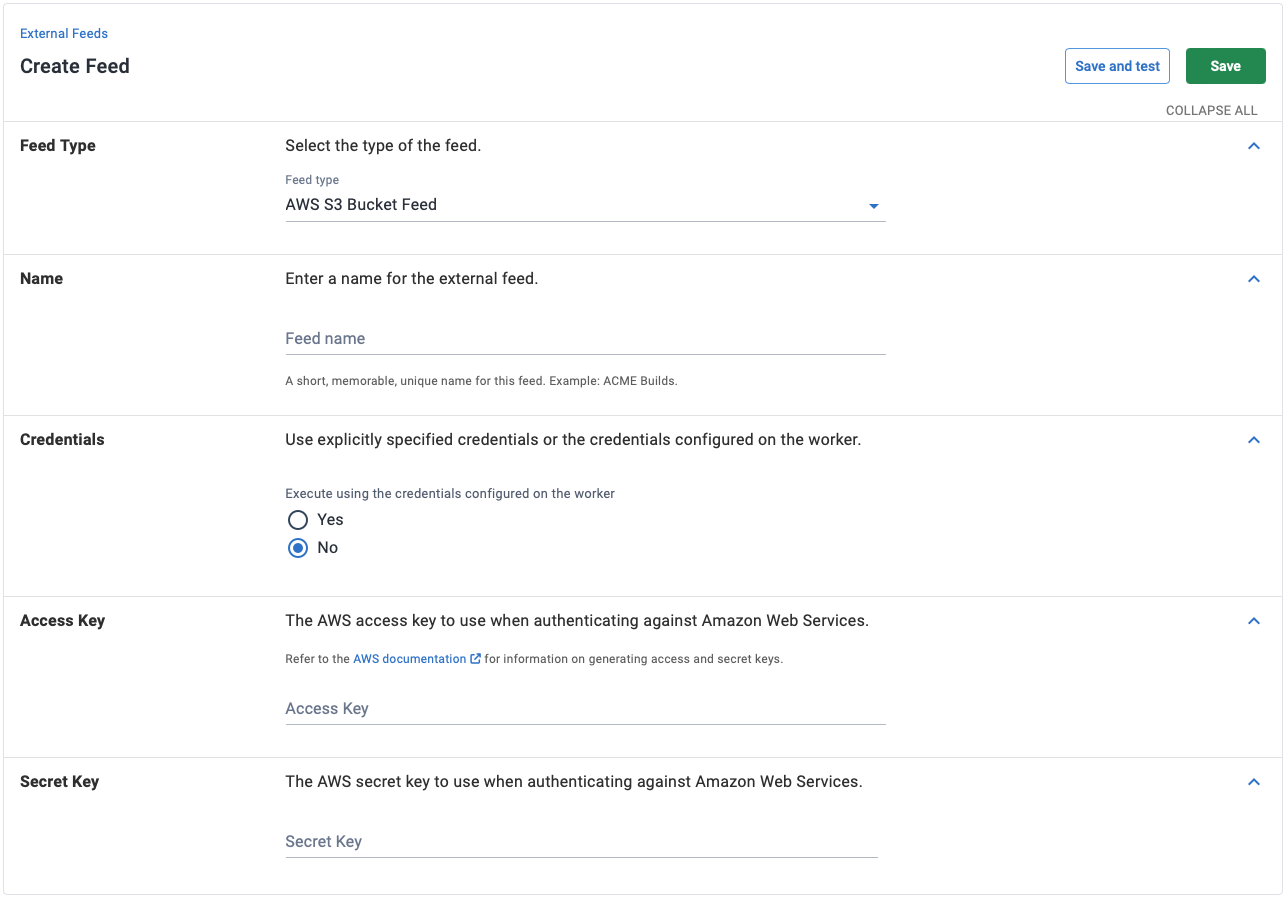 External Feeds
Create Feed
Save and test
Save
COLLAPSE ALL
Feed Type
Select the type of the feed.
Feed type
AWS S3 Bucket Feed
Name
Enter a name for the external feed.
Feed name
A short, memorable, unique name for this feed. Example: ACME Builds.
Credentials
Use explicitly specified credentials or the credentials configured on the worker.
Execute using the credentials configured on the worker
Yes
No
Access Key
The AWS access key to use when authenticating against Amazon Web Services.
Refer to the AWS documentation for information on generating access and secret keys.
Access Key
Secret Key
The AWS secret key to use when authenticating against Amazon Web Services.
Secret Key